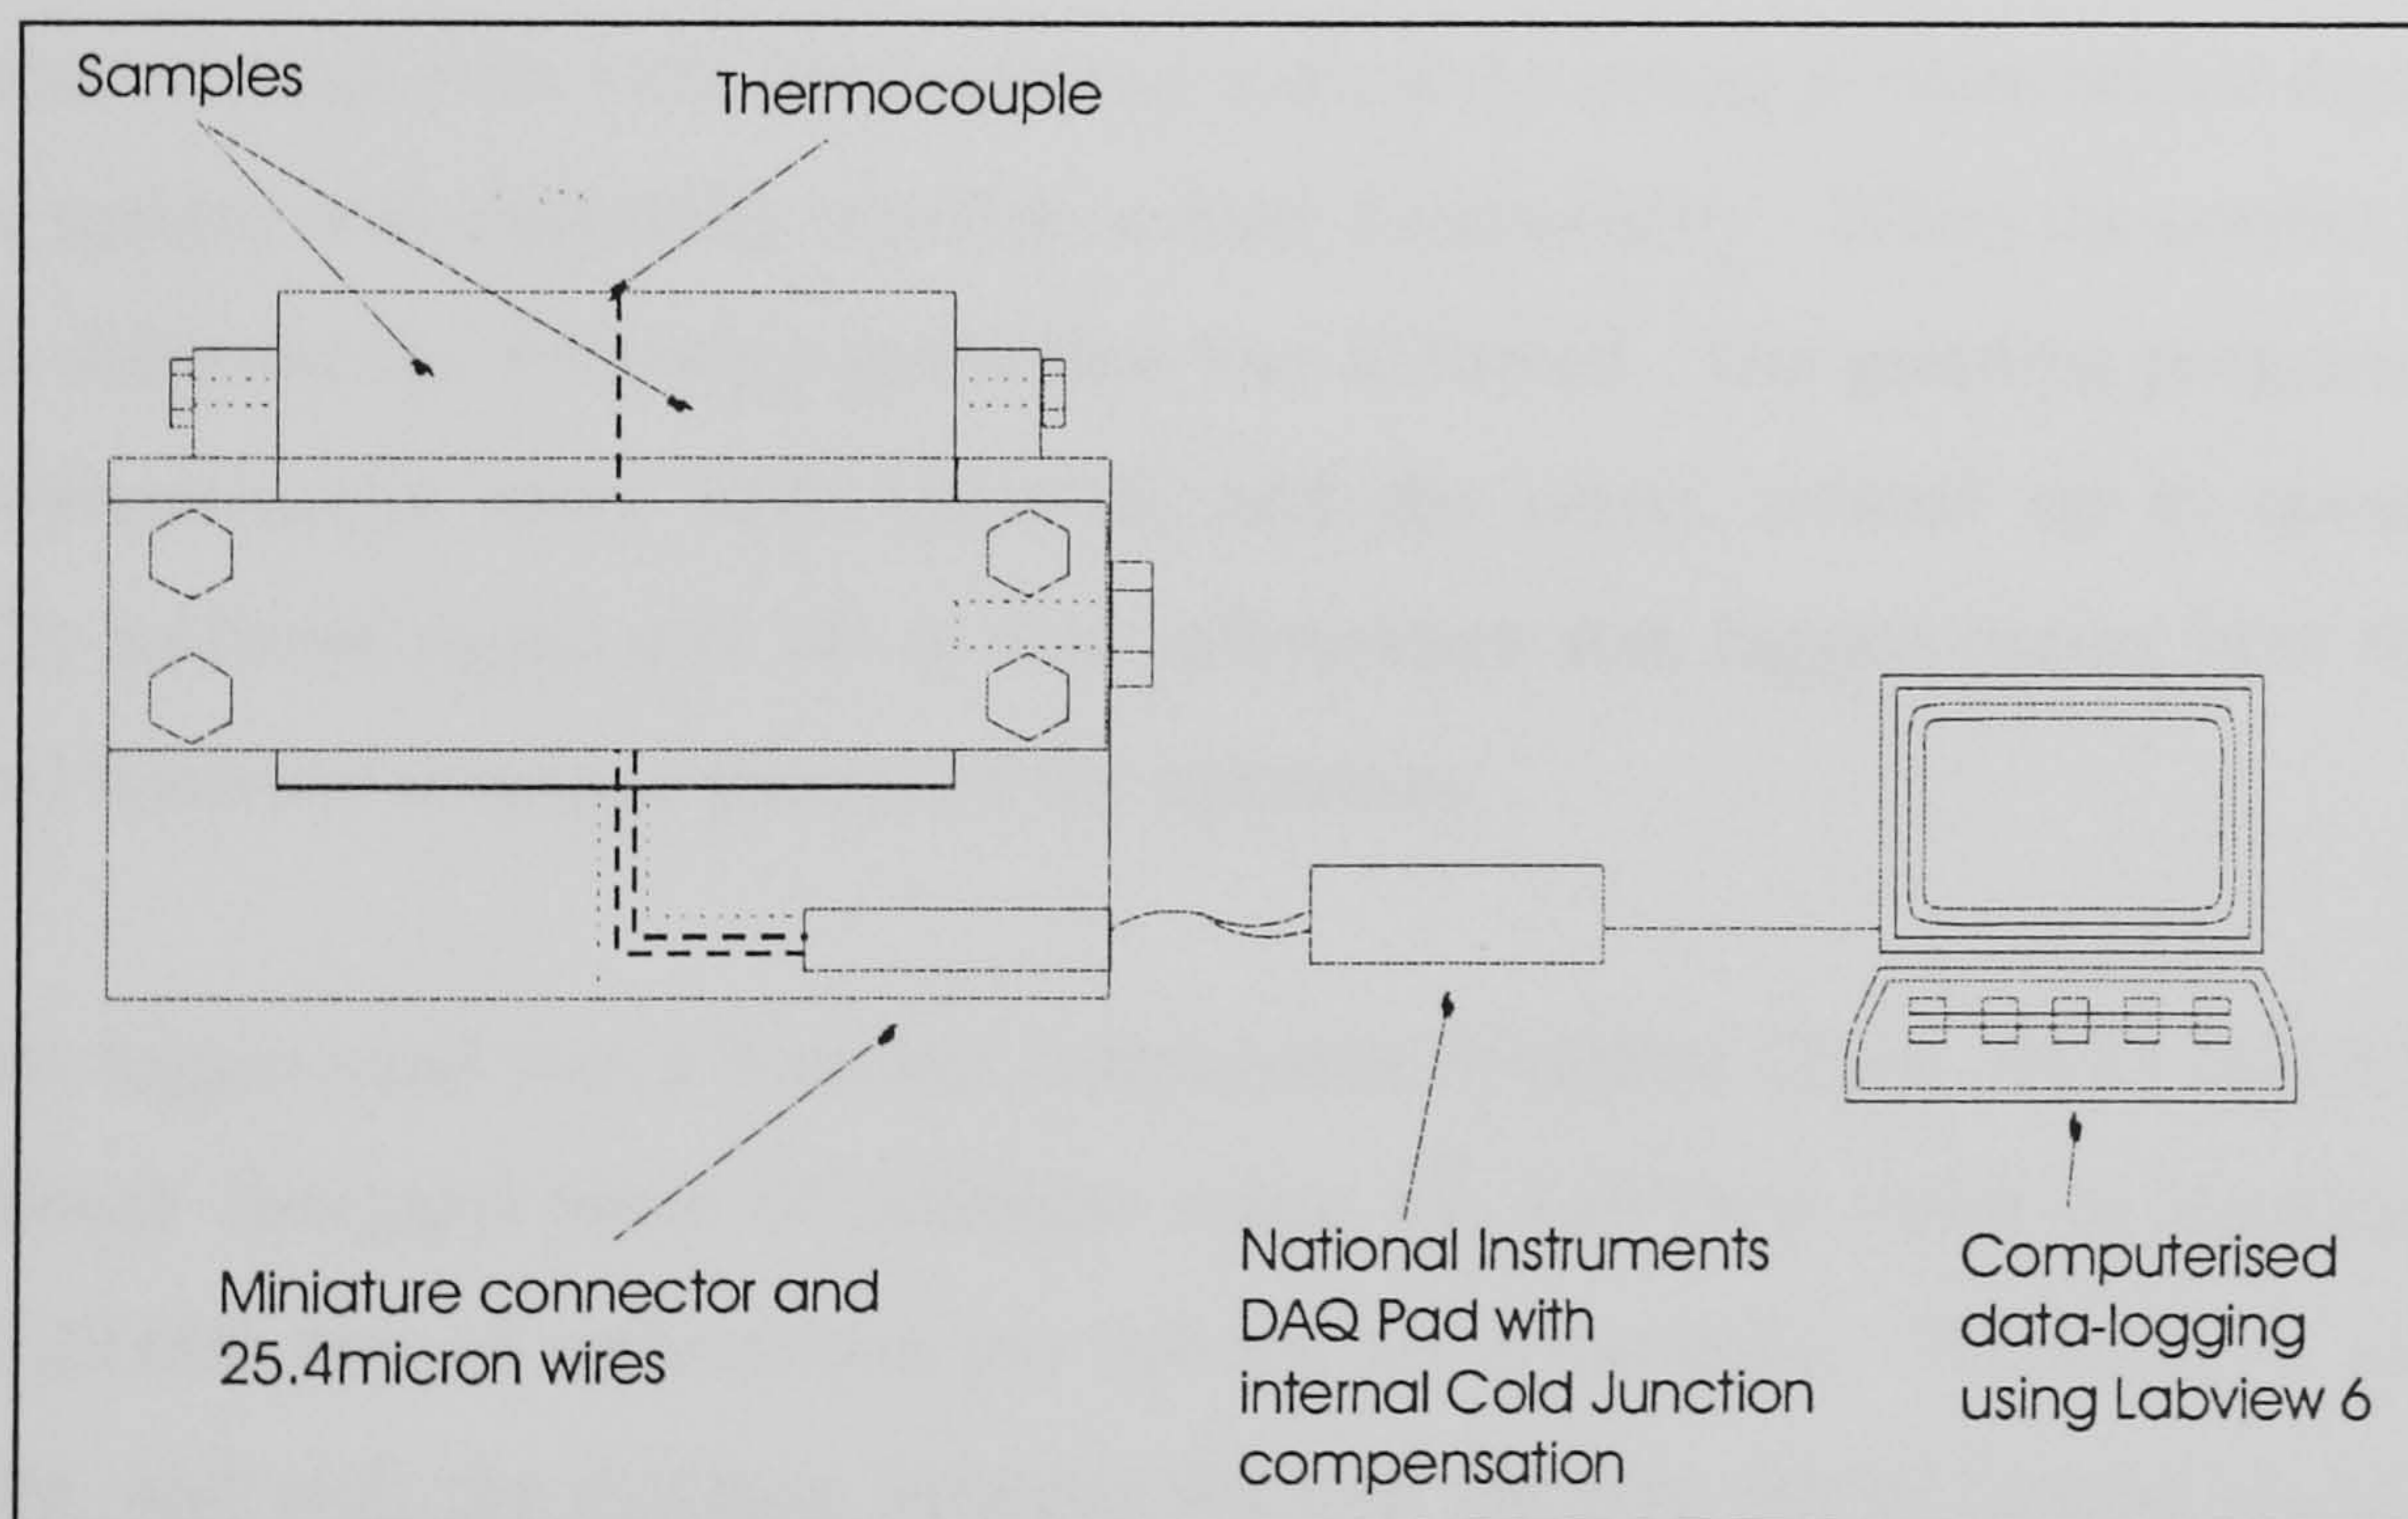 Samples
Thermocouple
Miniature connector and
25.4micron wires
National Instruments
DAQ Pad with
internal Cold Junction
compensation
Computerised
data-logging
using Labview 6